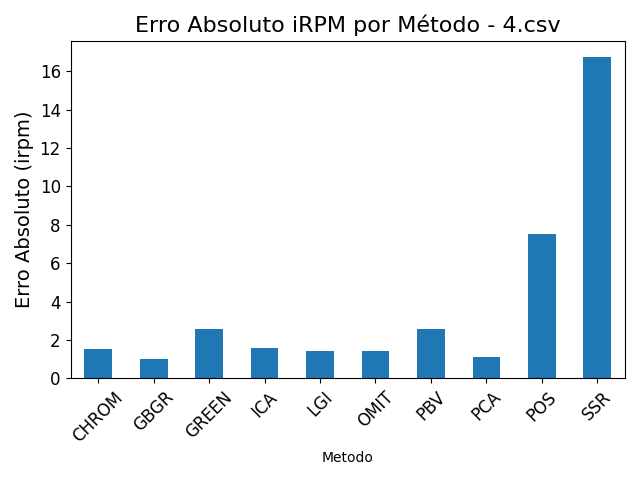 Erro Absoluto iRPM por Método - 4.csv
Erro Absoluto (irpm)
16
14
12
10
8
6
4
2
0
CHROM
GBGR
GREEN
ICA
LGI
OMIT
PBV
PCA
POS
SSR
Metodo